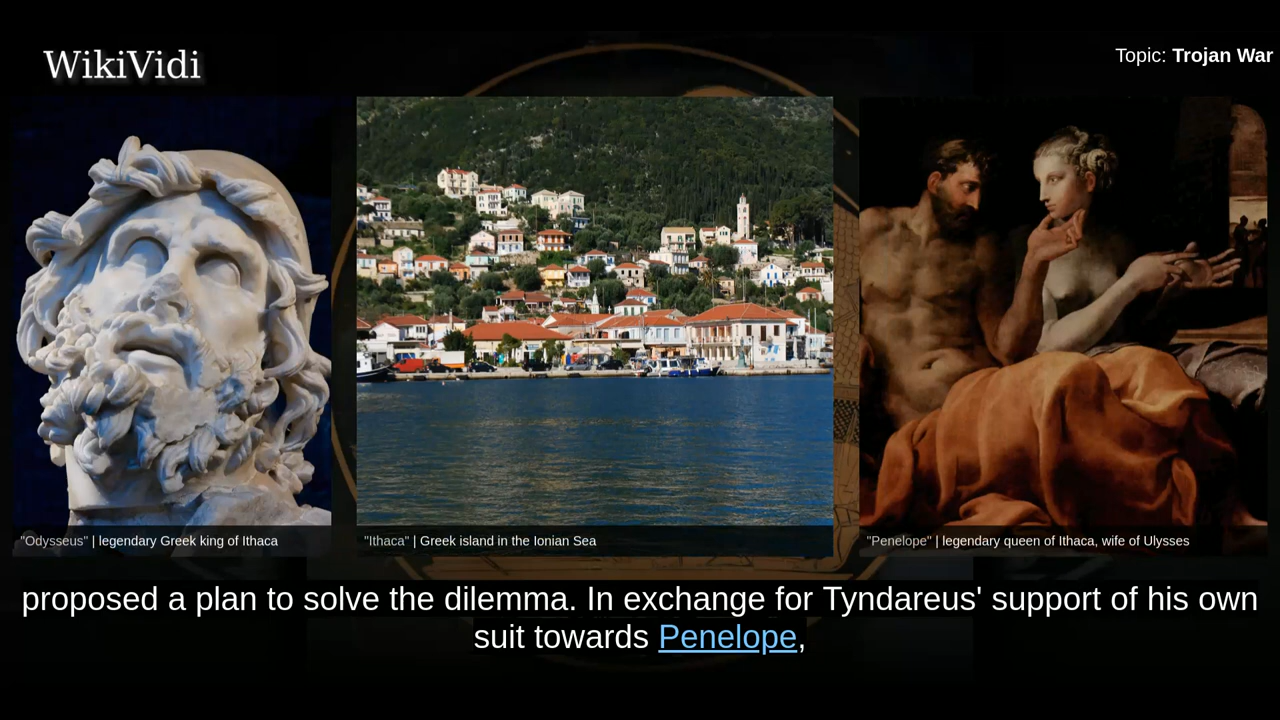 WikiVidi
Topic: Trojan War
"Odysseus" | legendary Greek king of Ithaca
"Ithaca" | Greek island in the Ionian Sea
"Penelope" | legendary queen of Ithaca, wife of Ulysses
proposed a plan to solve the dilemma. In exchange for Tyndareus' support of his own
suit towards Penelope,